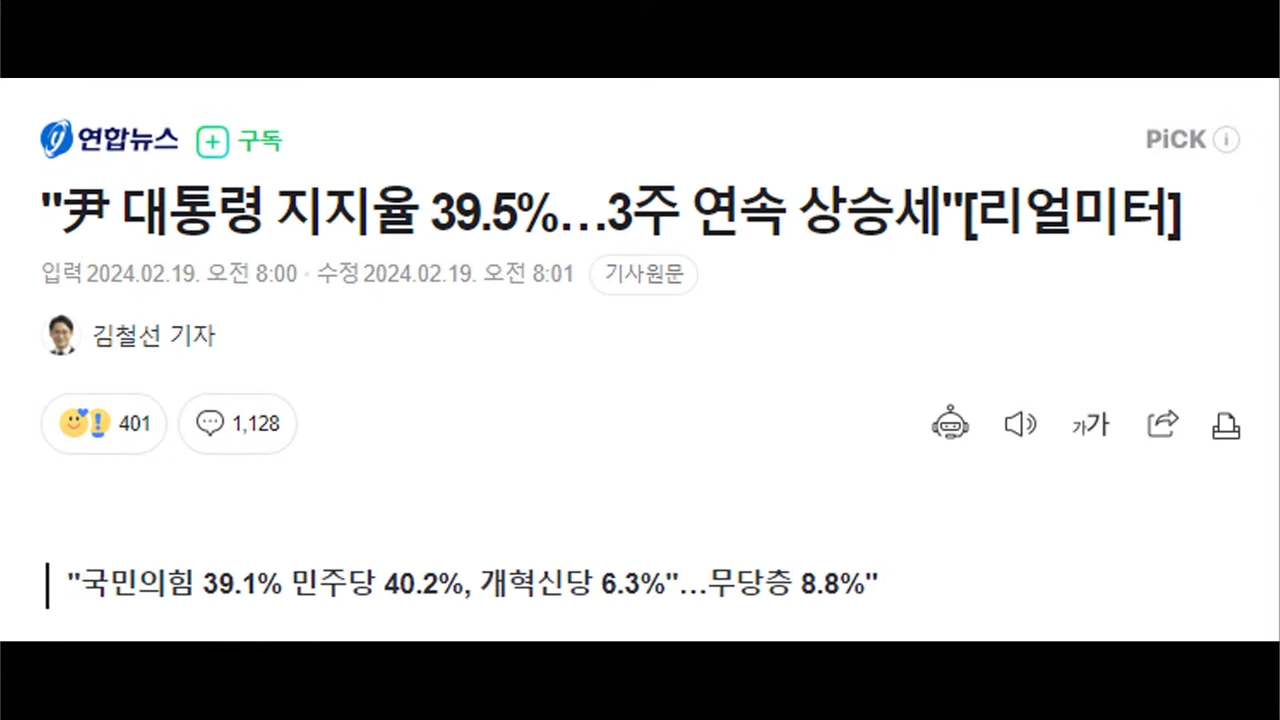 연합뉴스 구독 PiCK
"尹 대통령 지지율 39.5%…3주 연속 상승세"[리얼미터]
입력 2024.02.19. 오전 8:00 · 수정 2024.02.19. 오전 8:01 기사원문
김철선 기자
401 1,128 가가
"국민의힘 39.1% 민주당 40.2%, 개혁신당 6.3%"…무당층 8.8%"